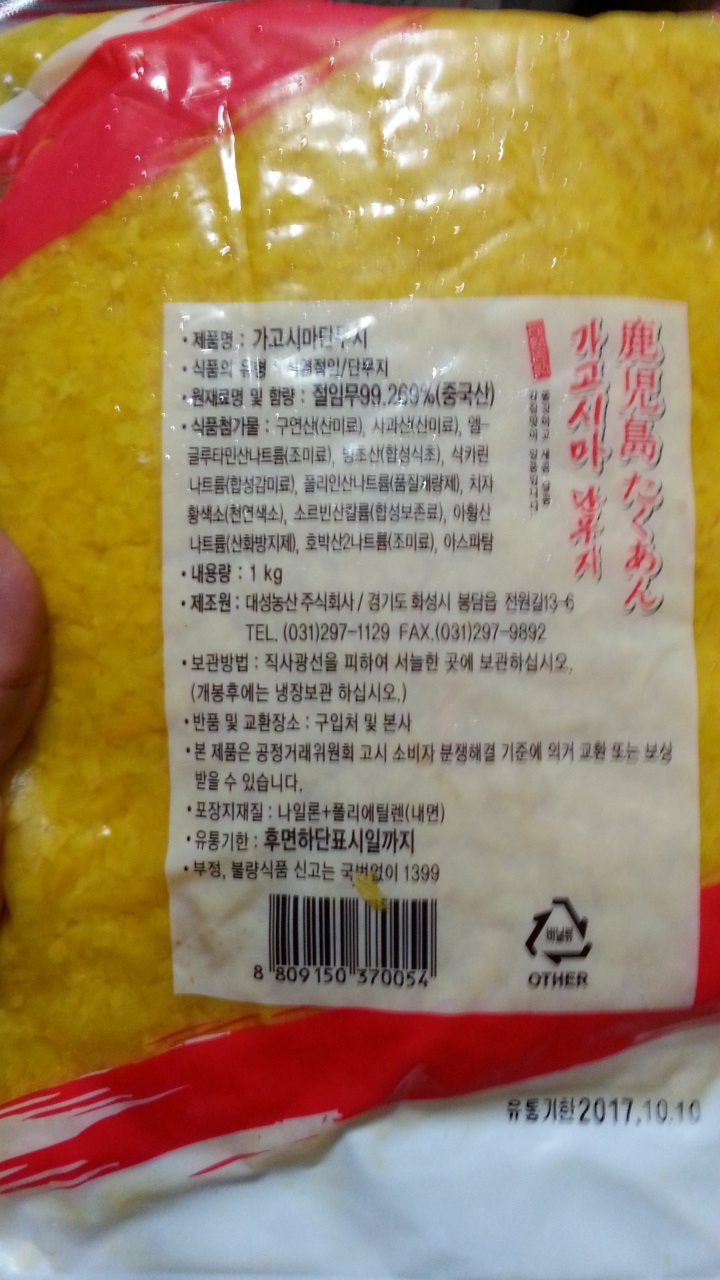 鹿児島たくあん
가고시마 단무지
·제품명 : 가고시마단무지
·식품의 유형 : 절임/단무지
·원재료명 및 함량 : 절임무99.269%(중국산)
·식품첨가물 : 구연산(산미료), 사과산(산미료), 엘-
글루타민산나트륨(조미료), 빙초산(합성식초), 삭카린
나트륨(합성감미료), 폴리인산나트륨(품질개량제), 치자
황색소(천연색소), 소르빈산칼륨(합성보존료), 아황산
나트륨(산화방지제), 호박산2나트륨(조미료), 아스파탐
·내용량 : 1 kg
·제조원 : 대성농산 주식회사 / 경기도 화성시 봉담읍 전원길13-6
TEL. (031)297-1129 FAX.(031)297-9892
·보관방법 : 직사광선을 피하여 서늘한 곳에 보관하십시오.
(개봉후에는 냉장보관 하십시오.)
·반품 및 교환장소 : 구입처 및 본사
·본 제품은 공정거래위원회 고시 소비자 분쟁해결 기준에 의거 교환 또는 보상
받을 수 있습니다.
·포장지재질 : 나일론+폴리에틸렌(내면)
·유통기한 : 후면하단표시일까지
·부정, 불량식품 신고는 국번없이 1399
8 809150 370054
비닐류
OTHER
유통기한2017.10.10